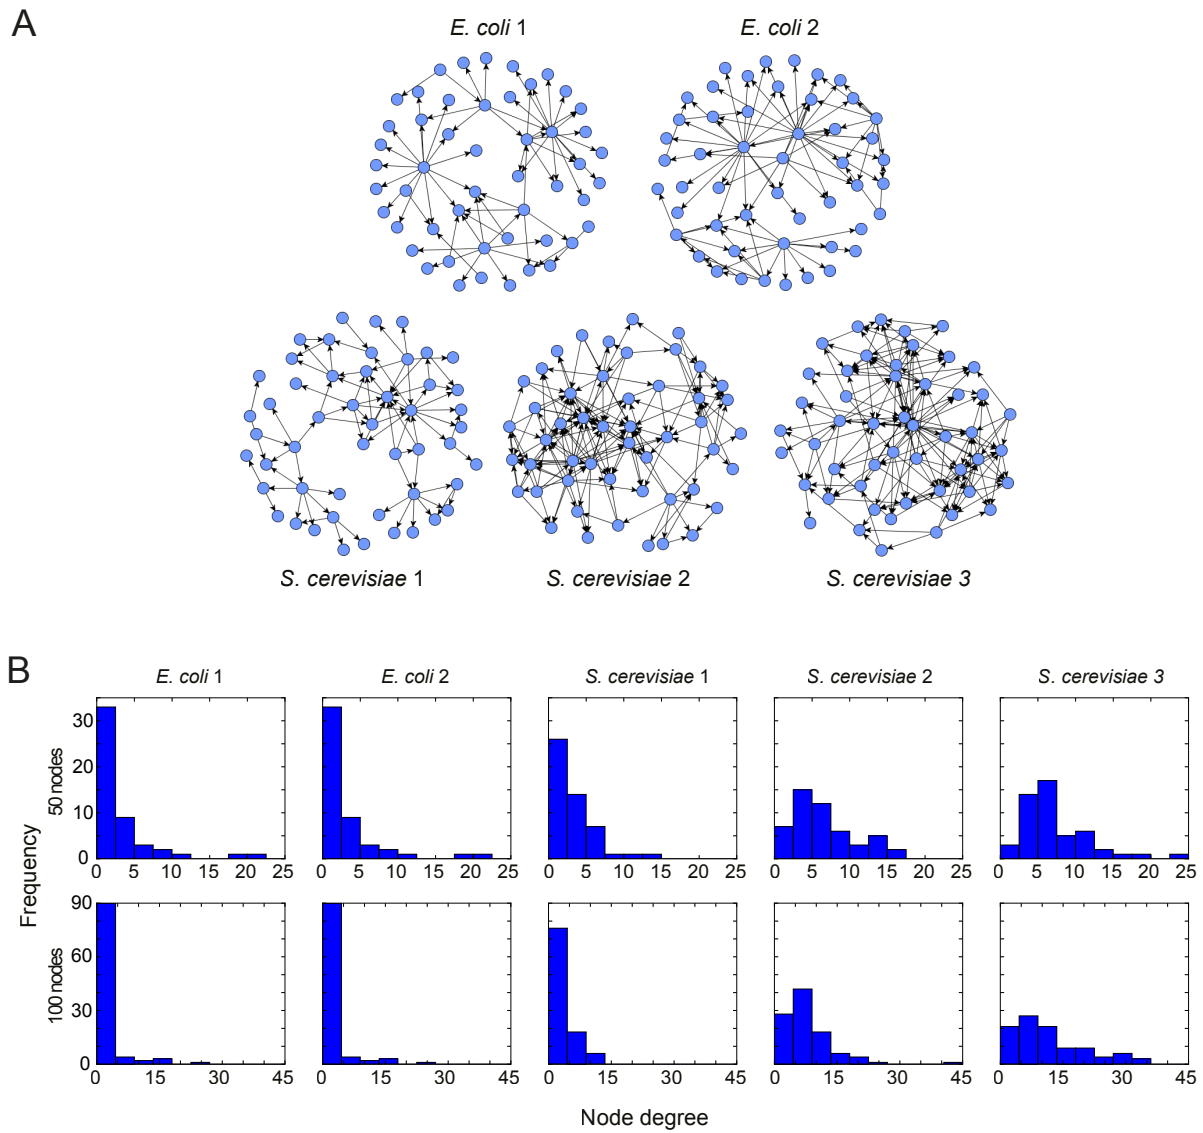 A
E. coli 1
E. coli 2
S. cerevisiae 1
S. cerevisiae 2
S. cerevisiae 3
B
E. coli 1
E. coli 2
S. cerevisiae 1
S. cerevisiae 2
S. cerevisiae 3
Frequency
50 nodes
30
20
10
0
0 5 10 15 20 25
0 5 10 15 20 25
0 5 10 15 20 25
0 5 10 15 20 25
0 5 10 15 20 25
100 nodes
90
60
30
0
0 15 30 45
0 15 30 45
0 15 30 45
0 15 30 45
0 15 30 45
Node degree